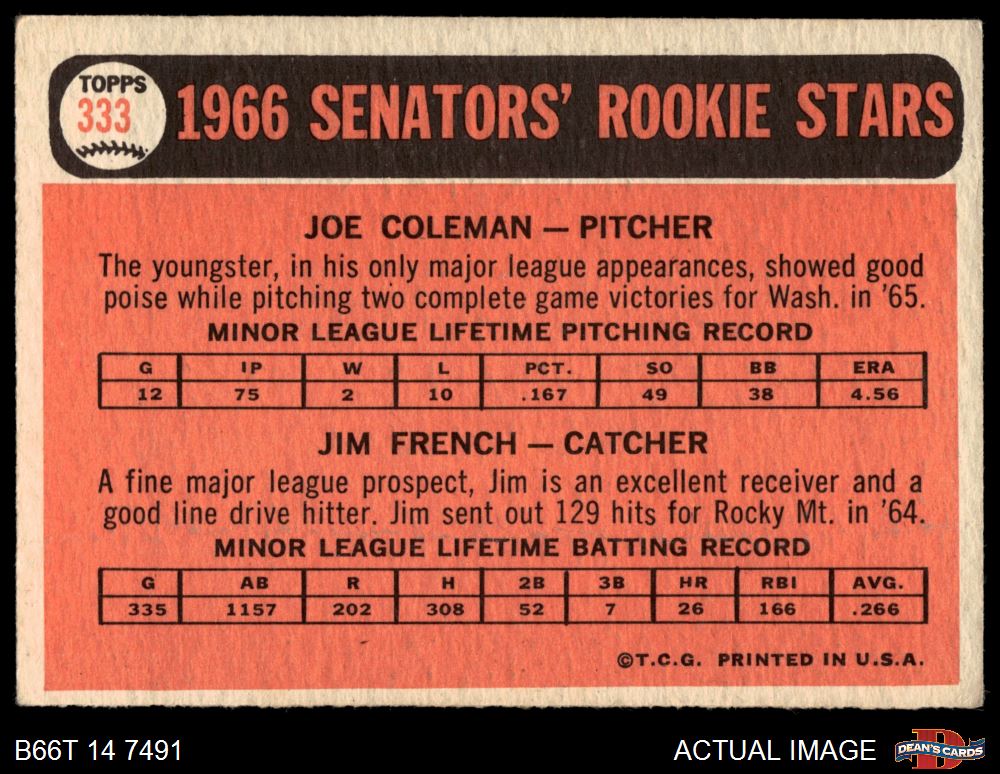 TOPPS
333
1966 SENATORS' ROOKIE STARS
JOE COLEMAN — PITCHER
The youngster, in his only major league appearances, showed good
poise while pitching two complete game victories for Wash. in '65.
MINOR LEAGUE LIFETIME PITCHING RECORD
G IP W L PCT. SO BB ERA
12 75 2 10 .167 49 38 4.56
JIM FRENCH — CATCHER
A fine major league prospect, Jim is an excellent receiver and a
good line drive hitter. Jim sent out 129 hits for Rocky Mt. in '64.
MINOR LEAGUE LIFETIME BATTING RECORD
G AB R H 2B 3B HR RBI AVG.
335 1157 202 308 52 7 26 166 .266
©T.C.G. PRINTED IN U.S.A.
B66T 14 7491
ACTUAL IMAGE
D
DEAN'S CARDS